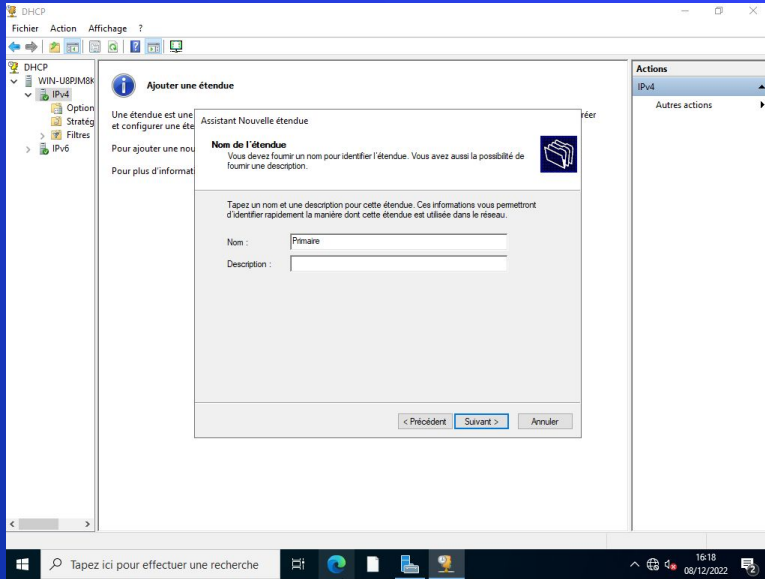 DHCP
Fichier Action Affichage ?
DHCP
WIN-U8PJM8K
IPv4
Option
Stratég
Filtres
IPv6
Ajouter une étendue
Une étendue est une
réer
et configurer une éte
Pour ajouter une nou
Pour plus d'informati
Assistant Nouvelle étendue
Nom de l'étendue
Vous devez fournir un nom pour identifier l'étendue. Vous avez aussi la possibilité de
fournir une description.
Tapez un nom et une description pour cette étendue. Ces informations vous permettront
d'identifier rapidement la manière dont cette étendue est utilisée dans le réseau.
Nom :
Primaire
Description :
< Précédent
Suivant >
Annuler
Actions
IPv4
Autres actions
Tapez ici pour effectuer une recherche
16:18
08/12/2022
2